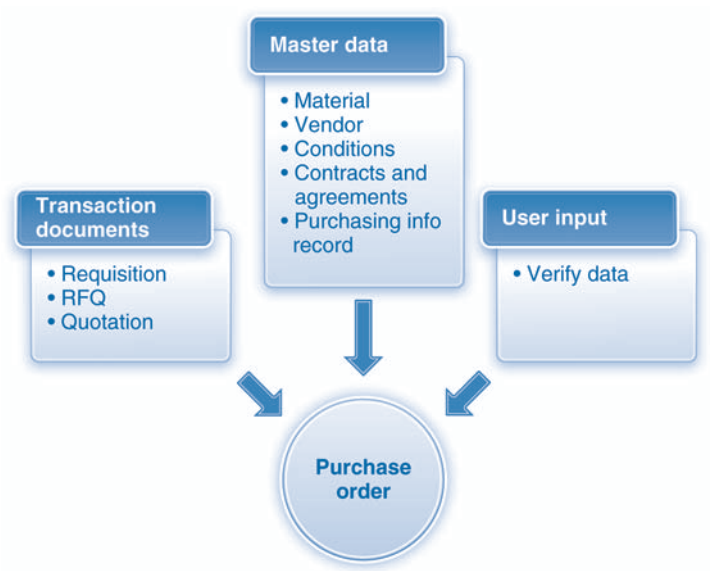 Master data
• Material
• Vendor
• Conditions
• Contracts and
agreements
• Purchasing info
record
Transaction
documents
• Requisition
• RFQ
• Quotation
User input
• Verify data
Purchase
order